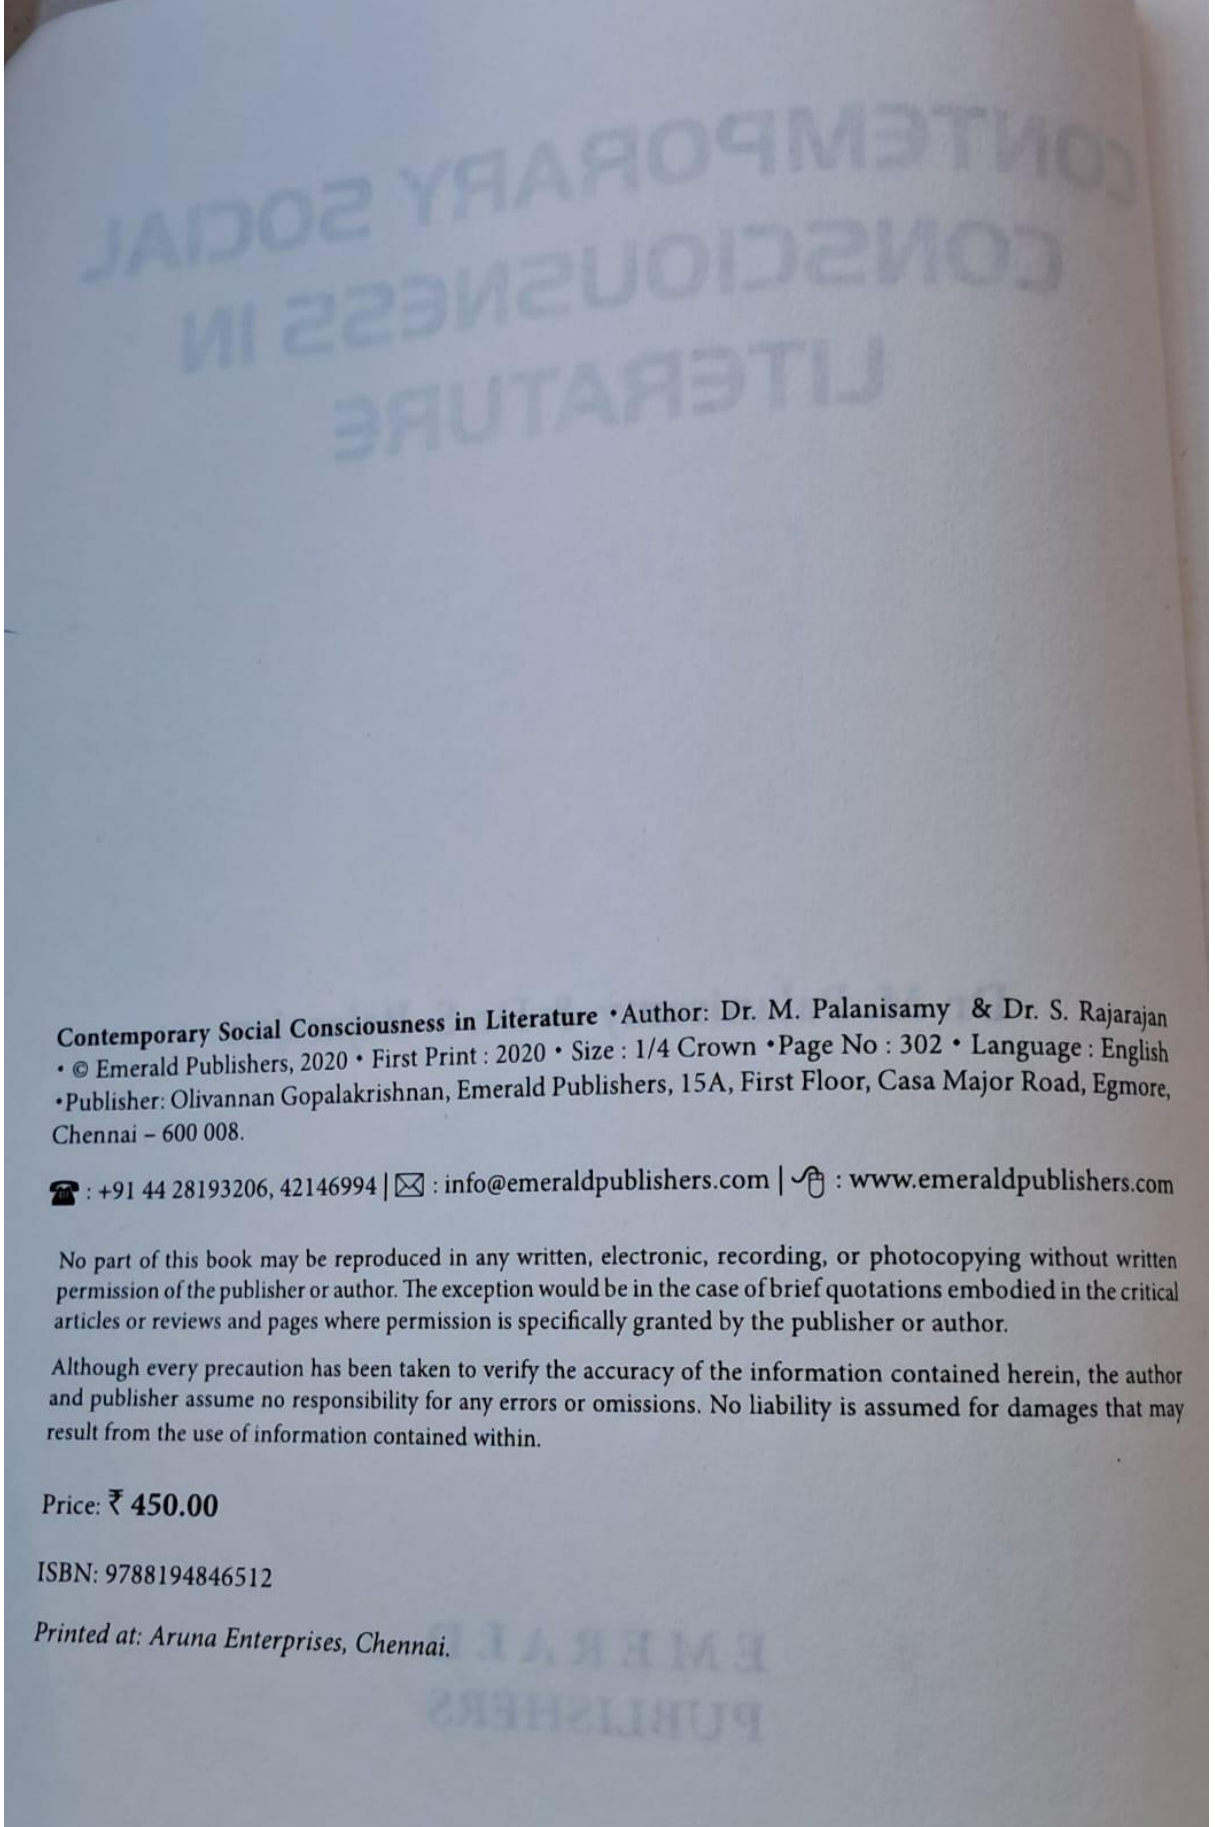 CONTEMPORARY SOCIAL
CONSCIOUSNESS IN
LITERATURE
Contemporary Social Consciousness in Literature •Author: Dr. M. Palanisamy & Dr. S. Rajarajan
• © Emerald Publishers, 2020 • First Print : 2020 • Size : 1/4 Crown •Page No : 302 • Language : English
•Publisher: Olivannan Gopalakrishnan, Emerald Publishers, 15A, First Floor, Casa Major Road, Egmore,
Chennai – 600 008.
☎ : +91 44 28193206, 42146994 | ✉ : info@emeraldpublishers.com | 🖱 : www.emeraldpublishers.com
No part of this book may be reproduced in any written, electronic, recording, or photocopying without written
permission of the publisher or author. The exception would be in the case of brief quotations embodied in the critical
articles or reviews and pages where permission is specifically granted by the publisher or author.
Although every precaution has been taken to verify the accuracy of the information contained herein, the author
and publisher assume no responsibility for any errors or omissions. No liability is assumed for damages that may
result from the use of information contained within.
Price: ₹ 450.00
ISBN: 9788194846512
Printed at: Aruna Enterprises, Chennai.
EMERALD
PUBLISHERS